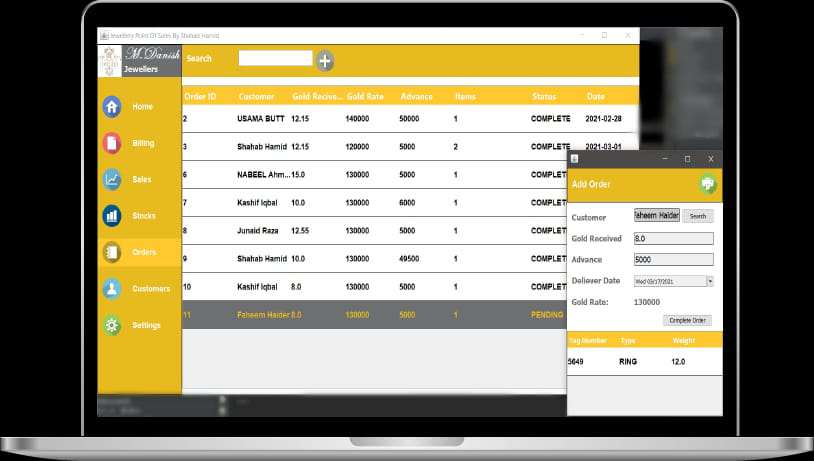 Jewellery Point Of Sales By Shahab Hamid
M.Danish
Jewellers
Search
Home
Billing
Sales
Stocks
Orders
Customers
Settings
Order ID Customer Gold Recive... Gold Rate Advance Items Status Date
2 USAMA BUTT 12.15 140000 50000 1 COMPLETE 2021-02-28
3 Shahab Hamid 12.15 120000 5000 2 COMPLETE 2021-03-01
6 NABEEL Ahm... 15.0 130000 5000 1 COMPLET
7 Kashif Iqbal 10.0 130000 6000 1 COMPLET
8 Junaid Raza 12.55 130000 5000 1 COMPLET
9 Shahab Hamid 10.0 130000 49500 1 COMPLET
10 Kashif Iqbal 8.0 130000 5000 1 COMPLET
11 Faheem Haider 8.0 130000 5000 1 PENDING
Add Order
Customer Faheem Haider Search
Gold Received 8.0
Advance 5000
Deliever Date Wed 03/17/2021
Gold Rate: 130000
Complete Order
Tag Number Type Weight
5649 RING 12.0